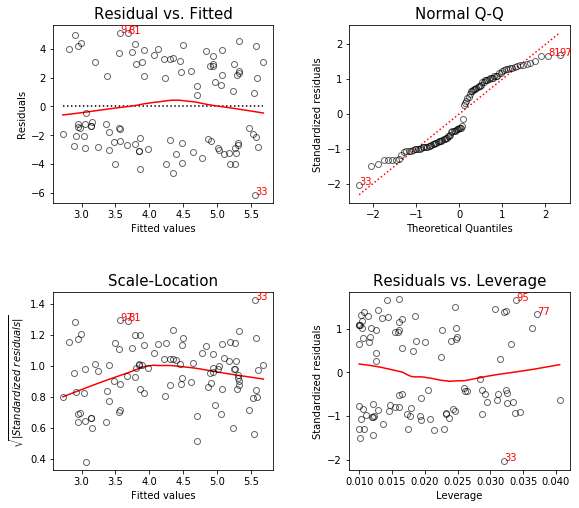 Residual vs. Fitted
Residuals
4
2
0
−2
−4
−6
9781
33
3.0 3.5 4.0 4.5 5.0 5.5
Fitted values
Normal Q-Q
Standardized residuals
2
1
0
−1
−2
8197
33
−2 −1 0 1 2
Theoretical Quantiles
Scale-Location
√|Standardized residuals|
1.4
1.2
1.0
0.8
0.6
0.4
9781
33
3.0 3.5 4.0 4.5 5.0 5.5
Fitted values
Residuals vs. Leverage
Standardized residuals
1
0
−1
−2
95
77
33
0.010 0.015 0.020 0.025 0.030 0.035 0.040
Leverage